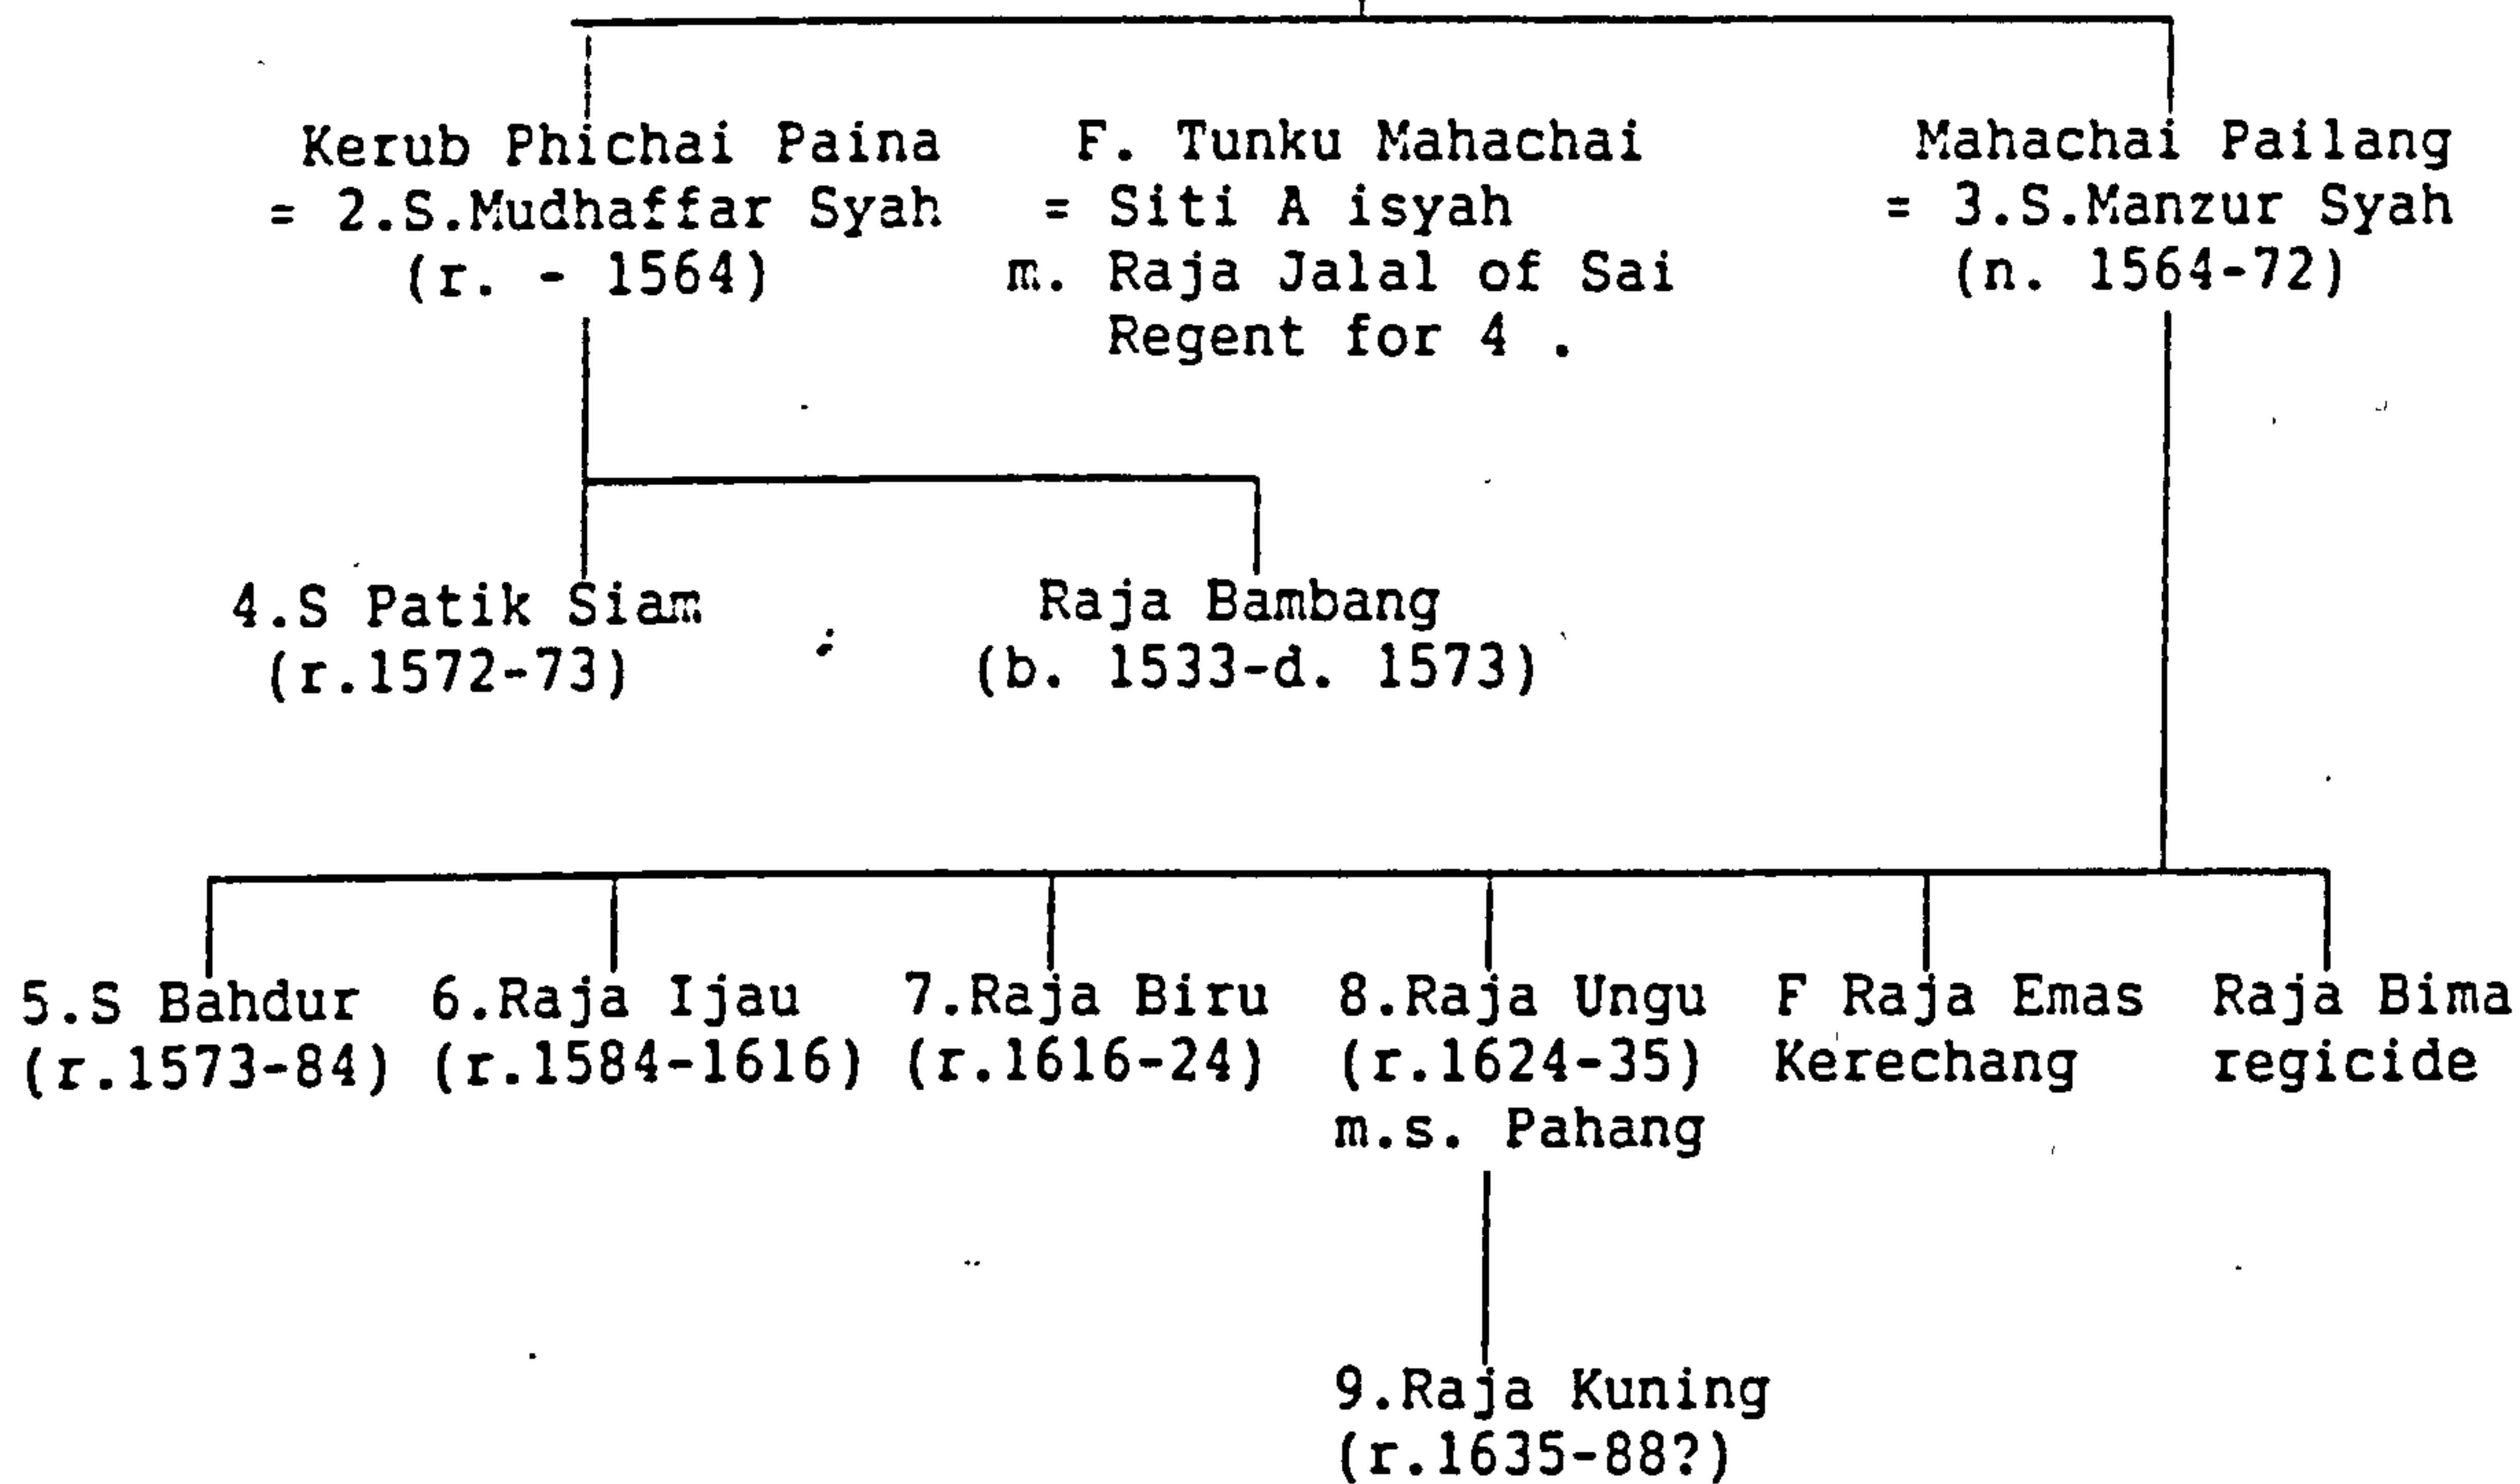 Kerub Phichai Paina
= 2.S.Mudhaffar Syah
(r. - 1564)
F. Tunku Mahachai
= Siti A isyah
m. Raja Jalal of Sai
Regent for 4 .
Mahachai Pailang
= 3.S.Manzur Syah
(n. 1564-72)
4.S Patik Siam
(r.1572-73)
Raja Bambang
(b. 1533-d. 1573)
5.S Bahdur
(r.1573-84)
6.Raja Ijau
(r.1584-1616)
7.Raja Biru
(r.1616-24)
8.Raja Ungu
(r.1624-35)
m.s. Pahang
F Raja Emas
Kerechang
Raja Bima
regicide
9.Raja Kuning
(r.1635-88?)